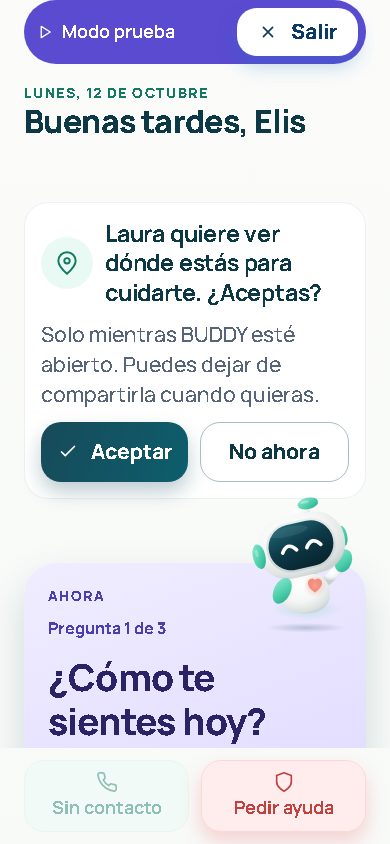 Modo prueba
Salir
LUNES, 12 DE OCTUBRE
Buenas tardes, Elis
Laura quiere ver
dónde estás para
cuidarte. ¿Aceptas?
Solo mientras BUDDY esté
abierto. Puedes dejar de
compartirla cuando quieras.
Aceptar
No ahora
AHORA
Pregunta 1 de 3
¿Cómo te
sientes hoy?
Sin contacto
Pedir ayuda